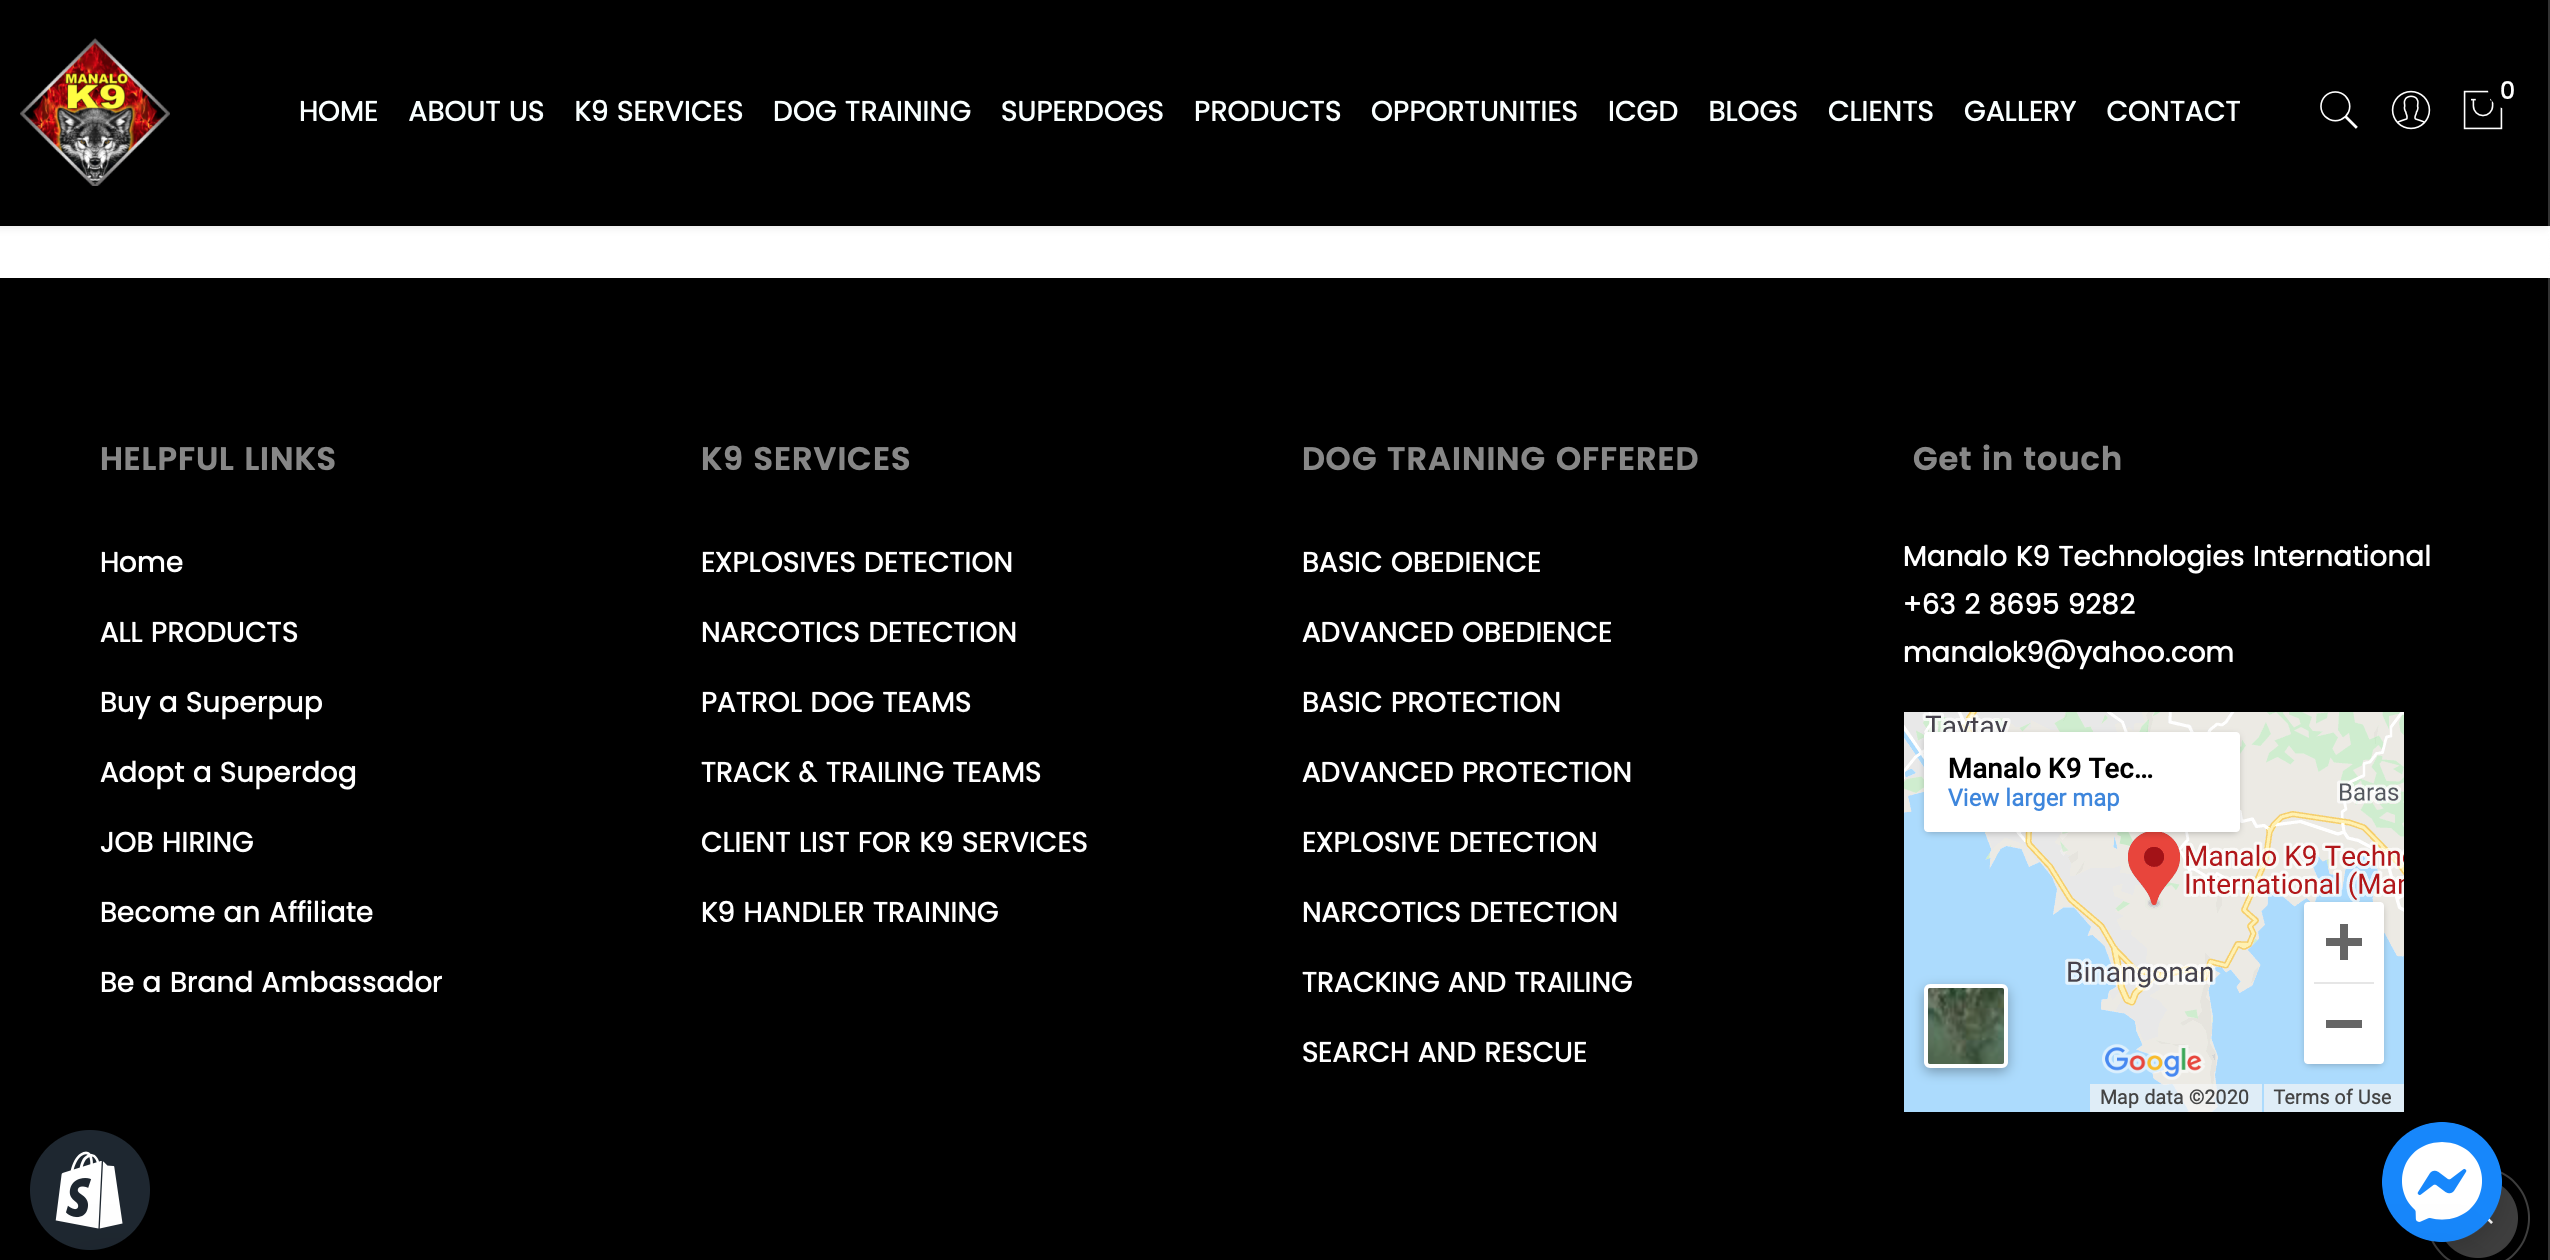 MANALO
K9
HOME ABOUT US K9 SERVICES DOG TRAINING SUPERDOGS PRODUCTS OPPORTUNITIES ICGD BLOGS CLIENTS GALLERY CONTACT
0
HELPFUL LINKS
Home
ALL PRODUCTS
Buy a Superpup
Adopt a Superdog
JOB HIRING
Become an Affiliate
Be a Brand Ambassador
K9 SERVICES
EXPLOSIVES DETECTION
NARCOTICS DETECTION
PATROL DOG TEAMS
TRACK & TRAILING TEAMS
CLIENT LIST FOR K9 SERVICES
K9 HANDLER TRAINING
DOG TRAINING OFFERED
BASIC OBEDIENCE
ADVANCED OBEDIENCE
BASIC PROTECTION
ADVANCED PROTECTION
EXPLOSIVE DETECTION
NARCOTICS DETECTION
TRACKING AND TRAILING
SEARCH AND RESCUE
Get in touch
Manalo K9 Technologies International
+63 2 8695 9282
manalok9@yahoo.com
Taytay
Manalo K9 Tec...
View larger map
Baras
Manalo K9 Techn
International (Mar
Binangonan
Google
Map data ©2020 Terms of Use